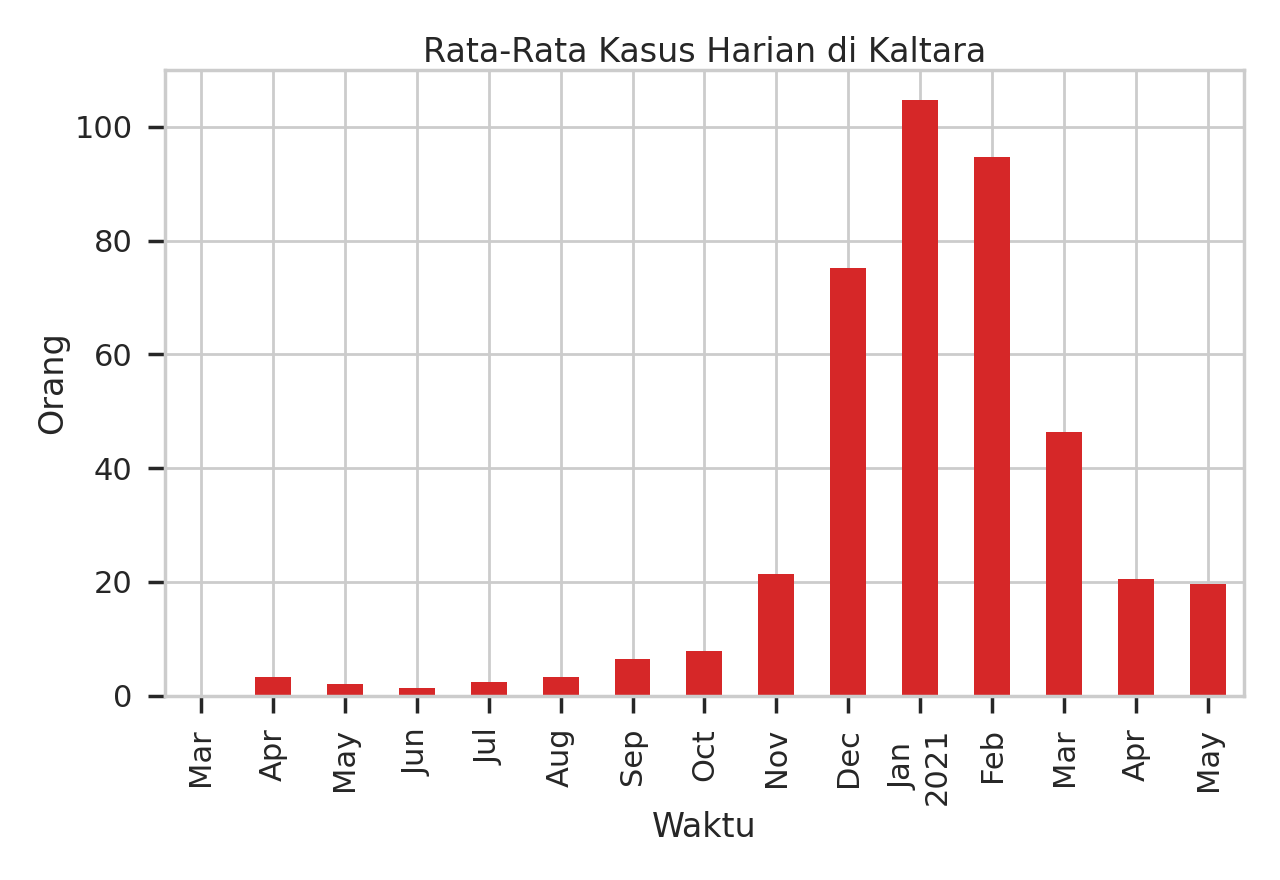 Rata-Rata Kasus Harian di Kaltara
Orang
100
80
60
40
20
0
Mar
Apr
May
Jun
Jul
Aug
Sep
Oct
Nov
Dec
Jan
2021
Feb
Mar
Apr
May
Waktu